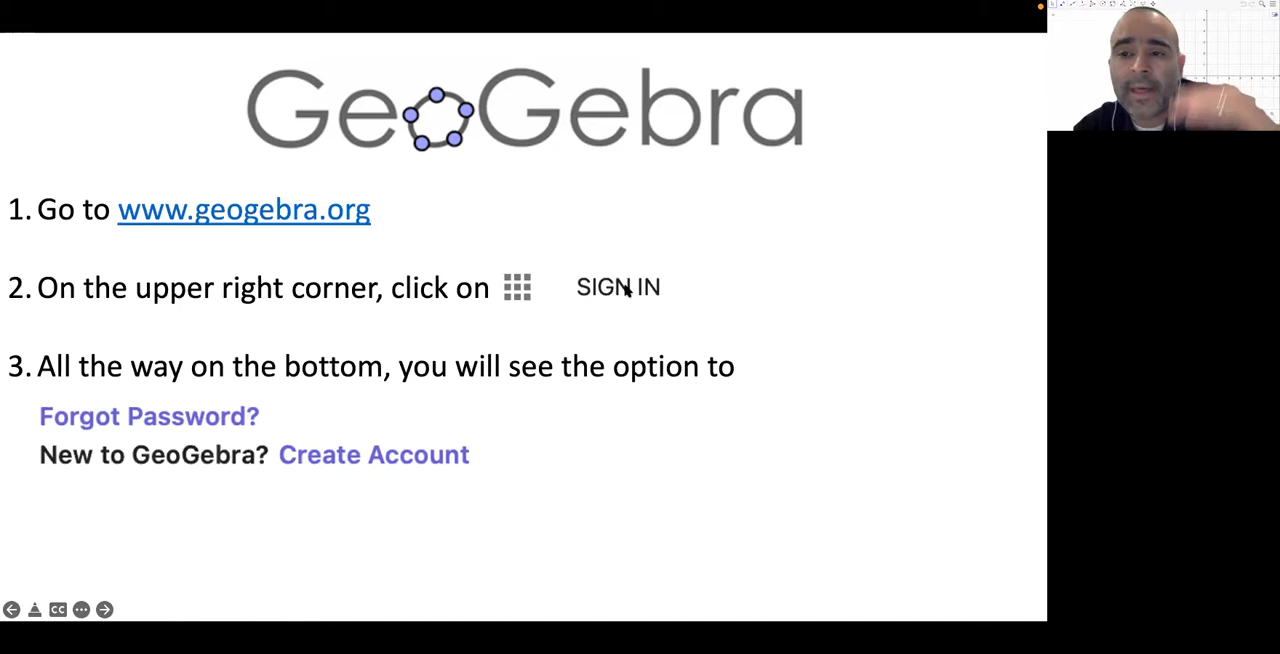 GeoGebra
1. Go to www.geogebra.org
2. On the upper right corner, click on SIGN IN
3. All the way on the bottom, you will see the option to
Forgot Password?
New to GeoGebra? Create Account
CC